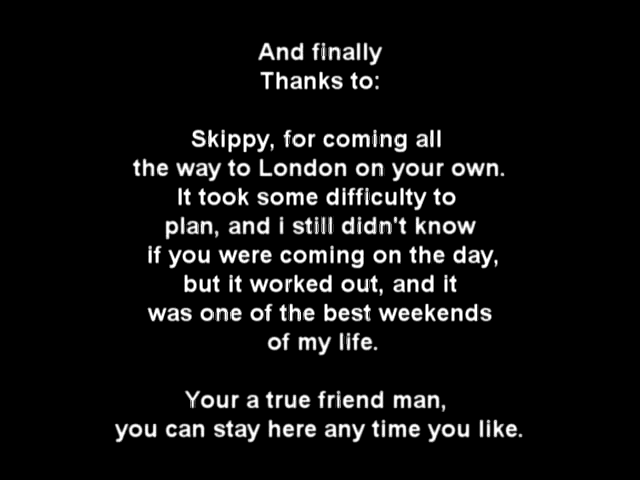 And finally
Thanks to:
Skippy, for coming all
the way to London on your own.
It took some difficulty to
plan, and i still didn't know
if you were coming on the day,
but it worked out, and it
was one of the best weekends
of my life.
Your a true friend man,
you can stay here any time you like.